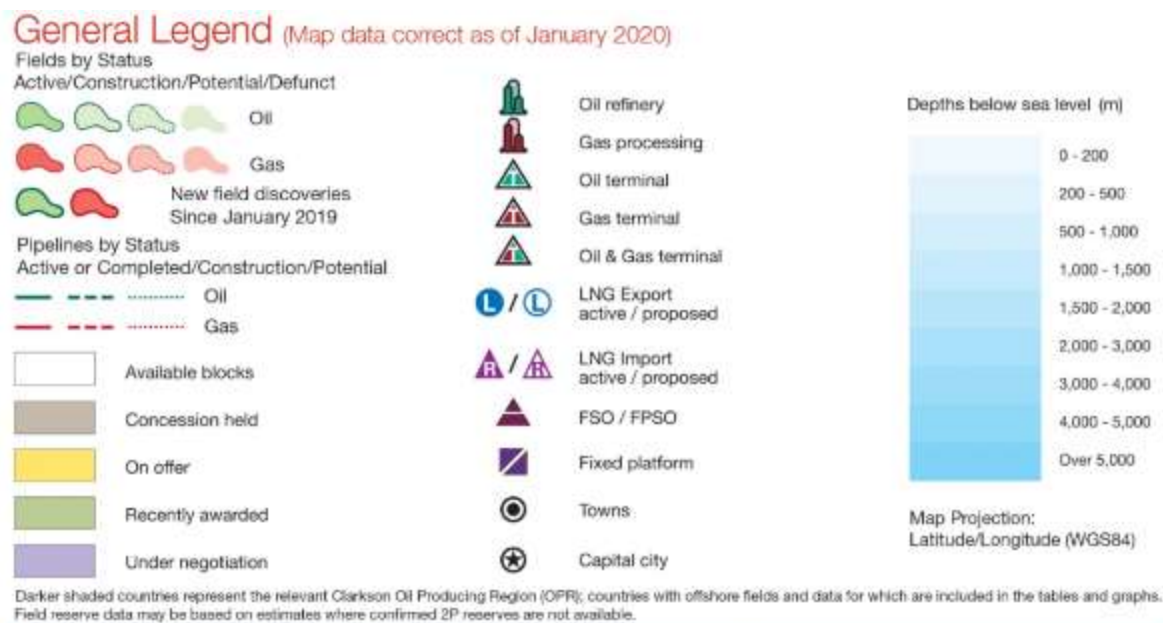 General Legend (Map data correct as of January 2020)
Fields by Status
Active/Construction/Potential/Defunct
Oil
Gas
New field discoveries
Since January 2019
Pipelines by Status
Active or Completed/Construction/Potential
Oil
Gas
Available blocks
Concession held
On offer
Recently awarded
Under negotiation
Oil refinery
Gas processing
T
Oil terminal
T
Gas terminal
T
Oil & Gas terminal
L / L
LNG Export
active / proposed
R / R
LNG Import
active / proposed
FSO / FPSO
Fixed platform
Towns
Capital city
Depths below sea level (m)
0 - 200
200 - 500
500 - 1,000
1,000 - 1,500
1,500 - 2,000
2,000 - 3,000
3,000 - 4,000
4,000 - 5,000
Over 5,000
Map Projection:
Latitude/Longitude (WGS84)
Darker shaded countries represent the relevant Clarkson Oil Producing Region (OPR); countries with offshore fields and data for which are included in the tables and graphs.
Field reserve data may be based on estimates where confirmed 2P reserves are not available.